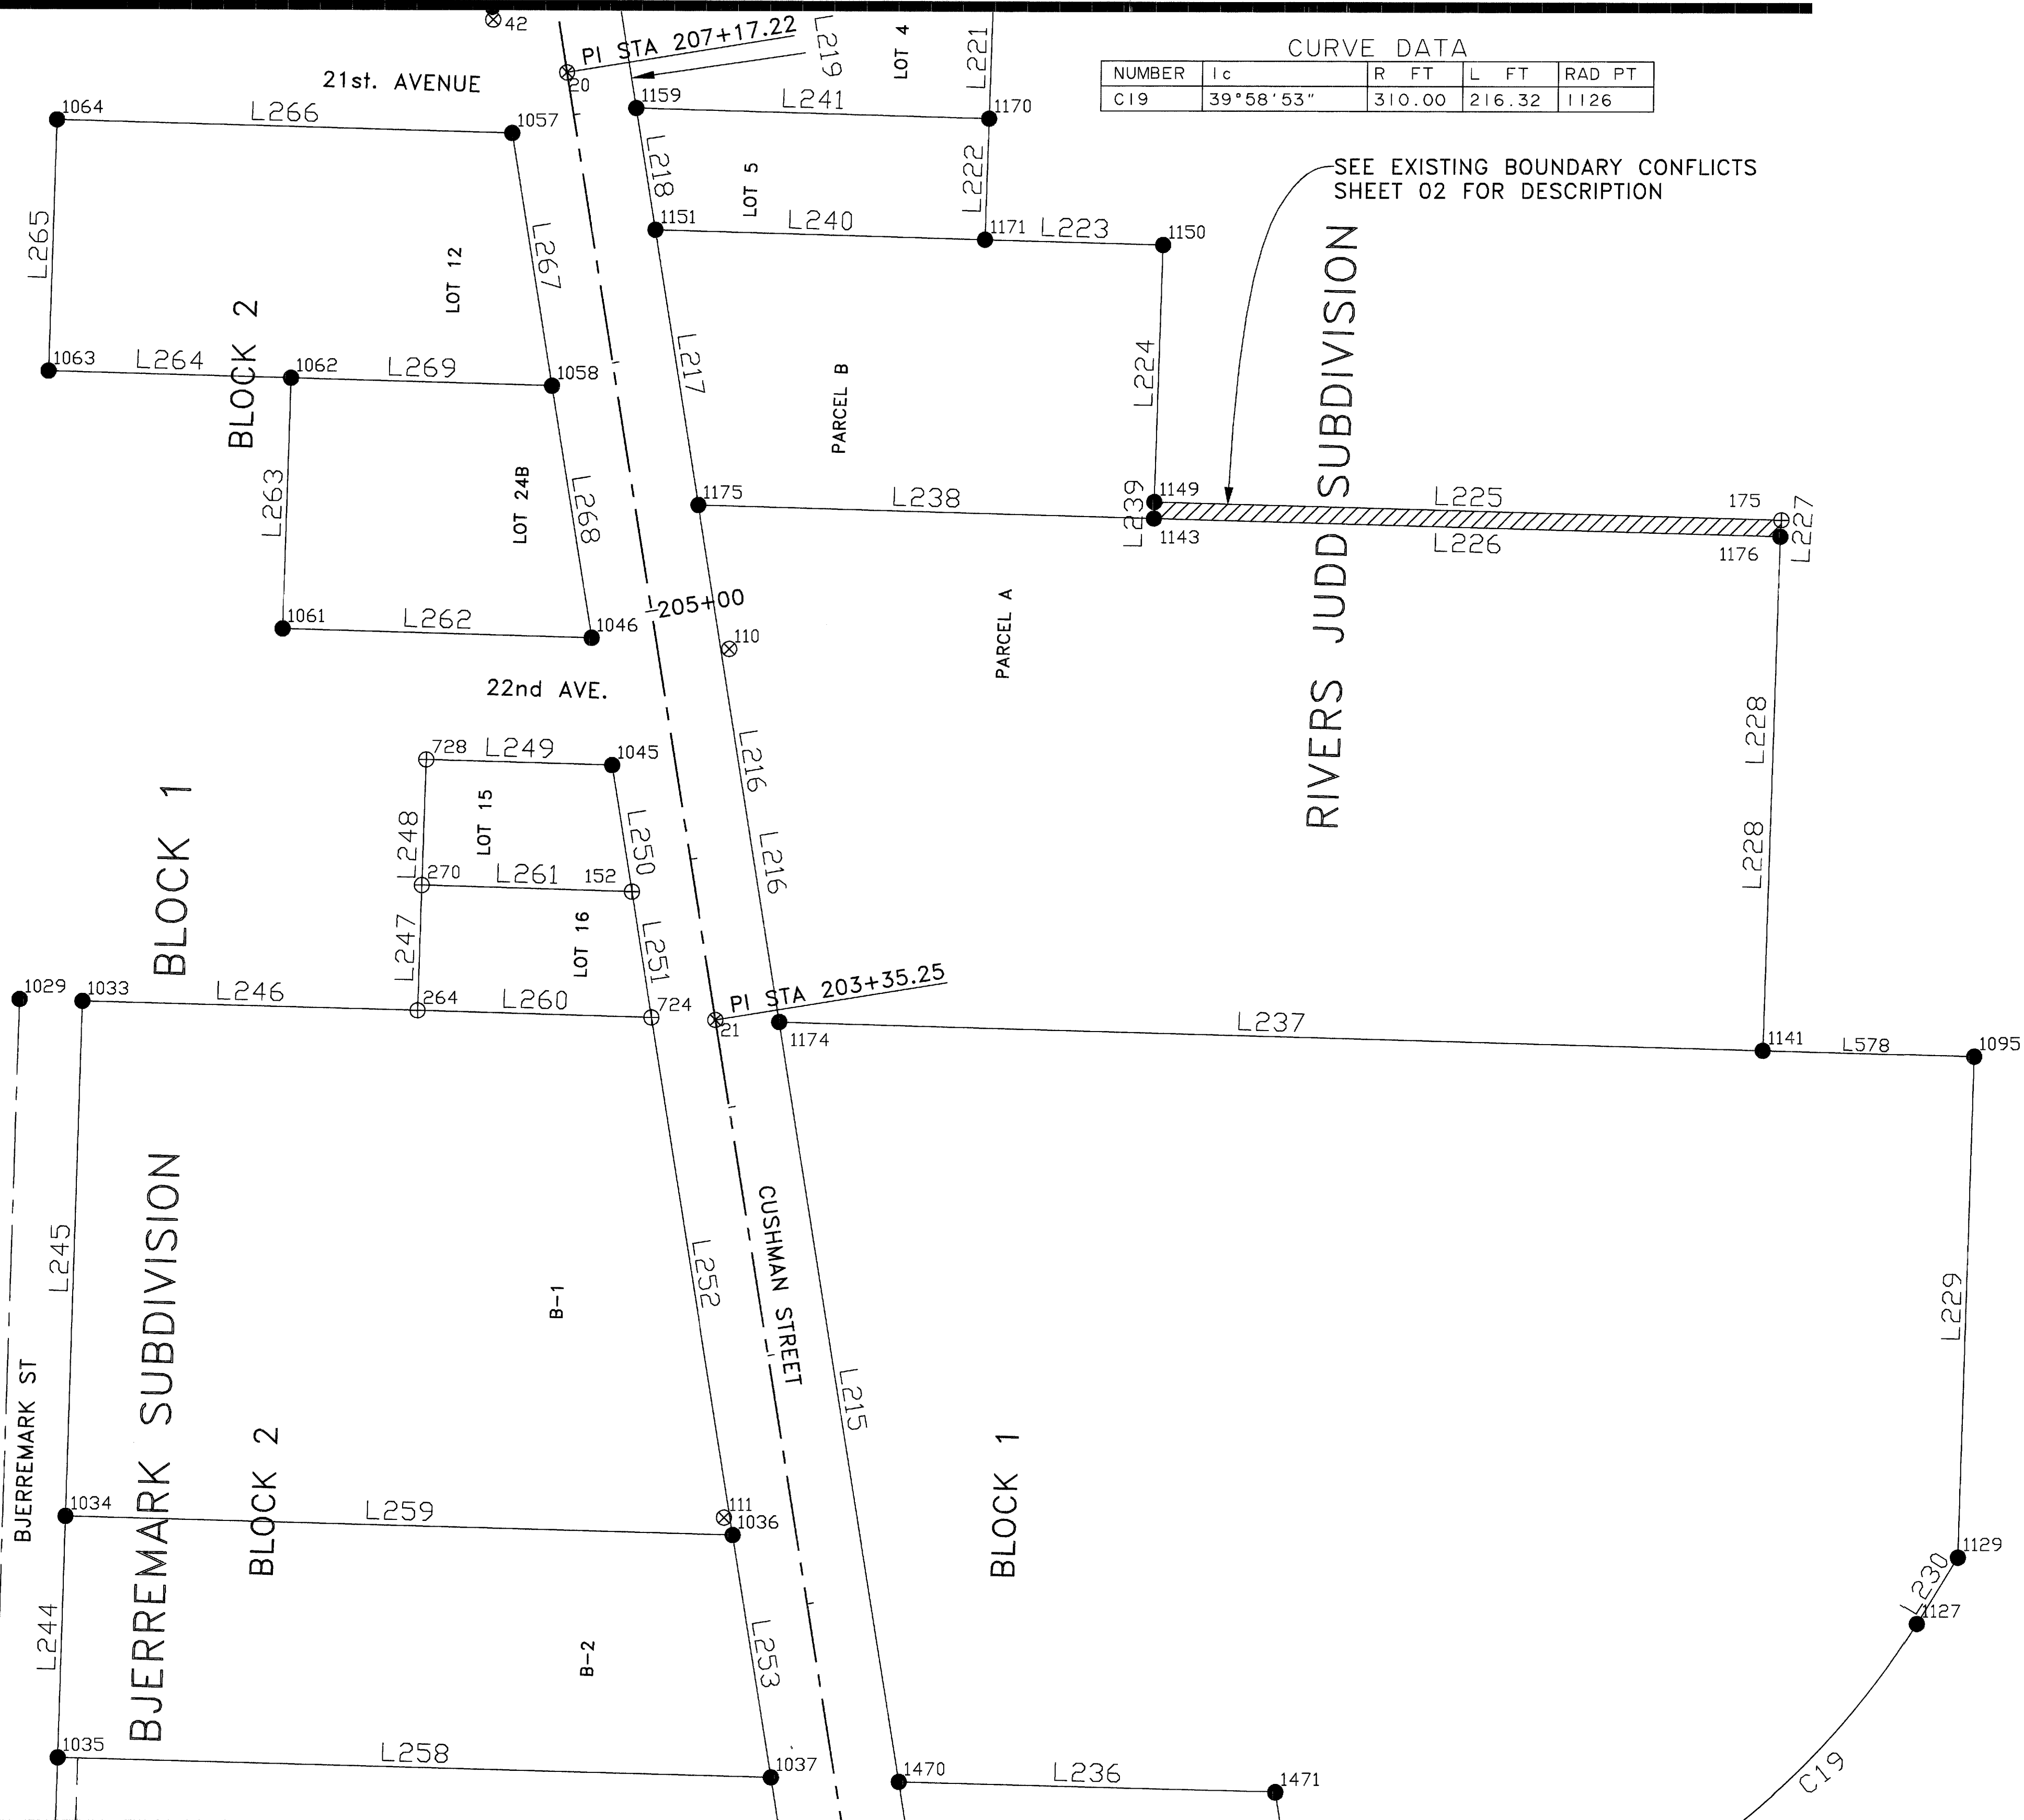 42
PI STA 207+17.22
20
L219
LOT 4
L221
CURVE DATA
NUMBER Ic R FT L FT RAD PT
C19 39°58'53" 310.00 216.32 1126
21st. AVENUE
1064
L266
1057
1159
L241
1170
L218
LOT 5
L222
SEE EXISTING BOUNDARY CONFLICTS
SHEET 02 FOR DESCRIPTION
1151
L240
1171
L223
1150
L265
BLOCK 2
LOT 12
L267
L217
PARCEL B
L224
RIVERS JUDD SUBDIVISION
1063
L264
1062
L269
1058
L263
LOT 24B
L268
1175
L238
L239
1149
L225
175
L227
1143
L226
1176
1061
L262
1046
205+00
110
PARCEL A
22nd AVE.
L228
728
L249
1045
L216
BLOCK 1
L248
LOT 15
L250
L216
L228
270
L261
152
L247
LOT 16
L251
1029
1033
L246
264
L260
724
PI STA 203+35.25
21
1174
L237
1141
L578
1095
L245
BJERREMARK SUBDIVISION
B-1
L252
CUSHMAN STREET
L229
BJERREMARK ST
L215
1034
BLOCK 2
L259
111
1036
BLOCK 1
1129
L230
1127
L244
B-2
L253
1035
L258
1037
1470
L236
1471
C19